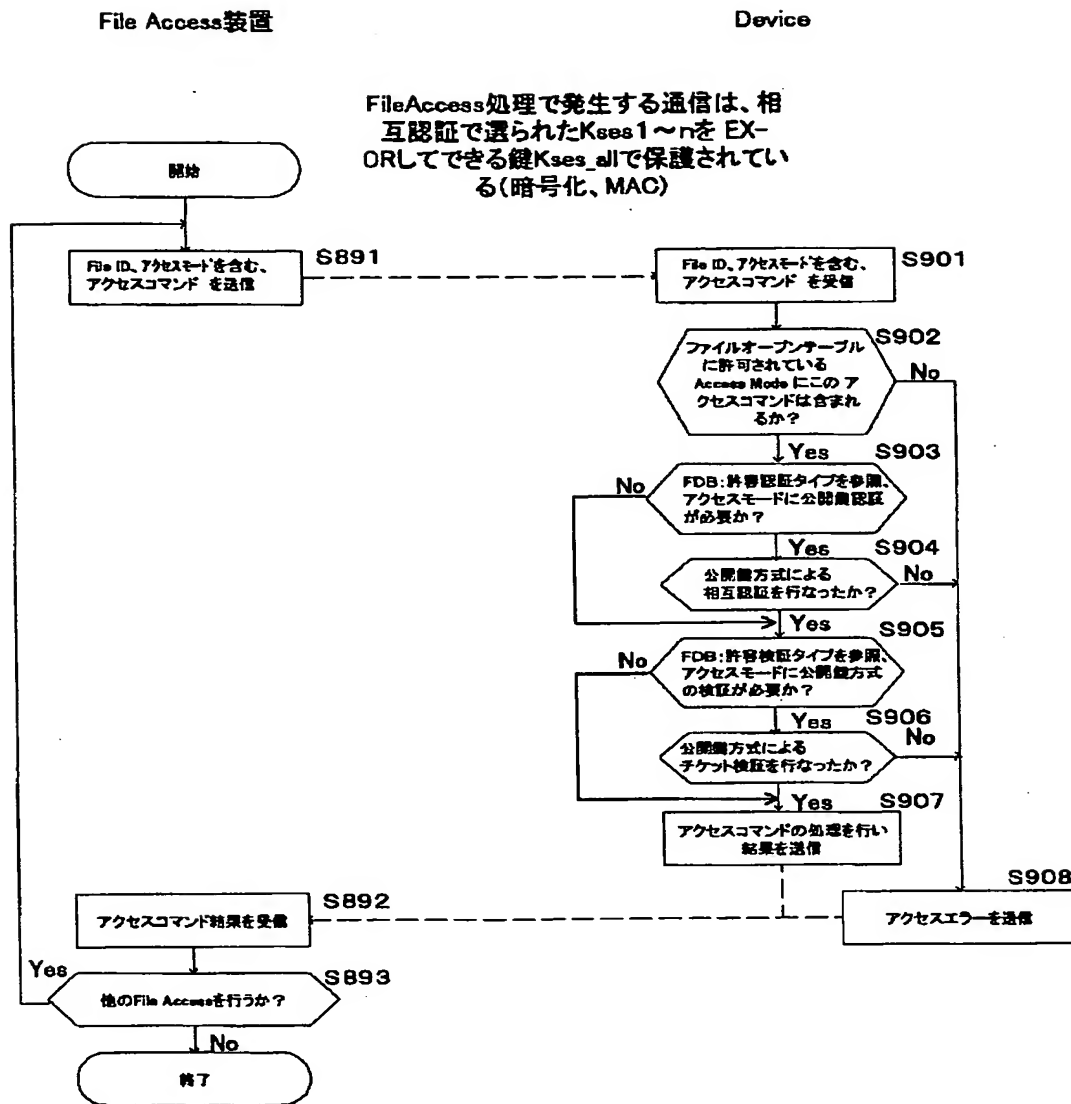 File Access装置
Device
FileAccess処理で発生する通信は、相
互認証で選られたKses1～nを EX-
ORしてできる鍵Kses_allで保護されてい
る(暗号化、MAC)
開始
File ID、アクセスモードを含む、
アクセスコマンド を送信
S891
File ID、アクセスモードを含む、
アクセスコマンド を受信
S901
ファイルオープンテーブル
に許可されている
Access Mode にこの ア
クセスコマンドは含まれ
るか？
S902
No
Yes
S903
FDB:許容認証タイプを参照、
アクセスモードに公開鍵認証
が必要か？
No
Yes
S904
公開鍵方式による
相互認証を行なったか？
No
Yes
S905
FDB:許容検証タイプを参照、
アクセスモードに公開鍵方式
の検証が必要か？
No
Yes
S906
公開鍵方式による
チケット検証を行なったか？
No
Yes
S907
アクセスコマンドの処理を行い
結果を送信
S908
アクセスエラーを送信
S892
アクセスコマンド結果を受信
Yes
S893
他のFile Accessを行うか？
No
終了